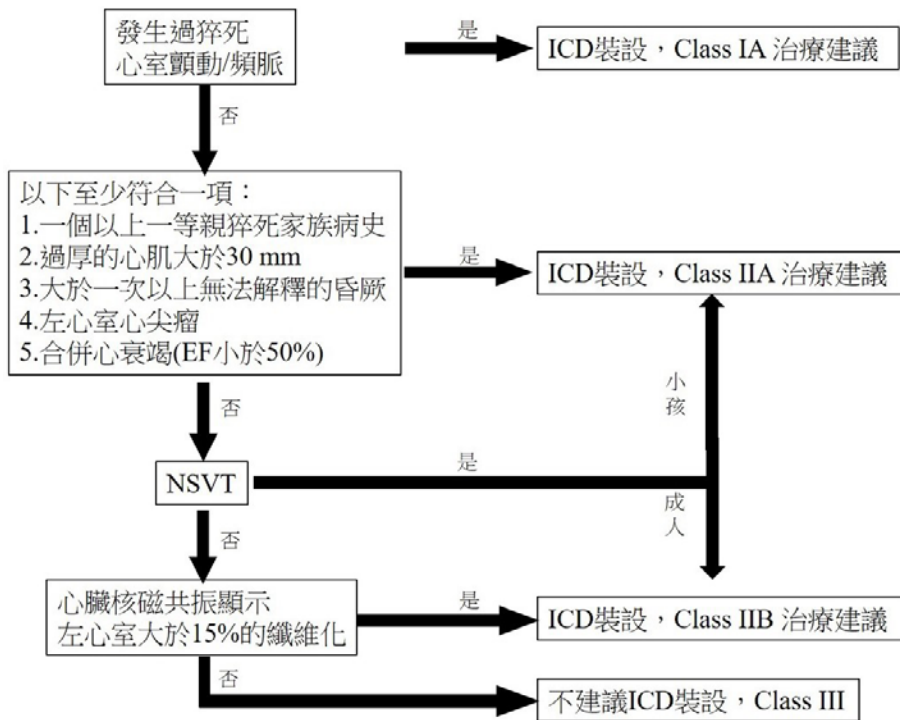 發生過猝死
心室顫動/頻脈
是
ICD裝設，Class IA 治療建議
否
以下至少符合一項：
1.一個以上一等親猝死家族病史
2.過厚的心肌大於30 mm
3.大於一次以上無法解釋的昏厥
4.左心室心尖瘤
5.合併心衰竭(EF小於50%)
是
ICD裝設，Class IIA 治療建議
否
小孩
NSVT
是
成人
否
心臟核磁共振顯示
左心室大於15%的纖維化
是
ICD裝設，Class IIB 治療建議
否
不建議ICD裝設，Class III